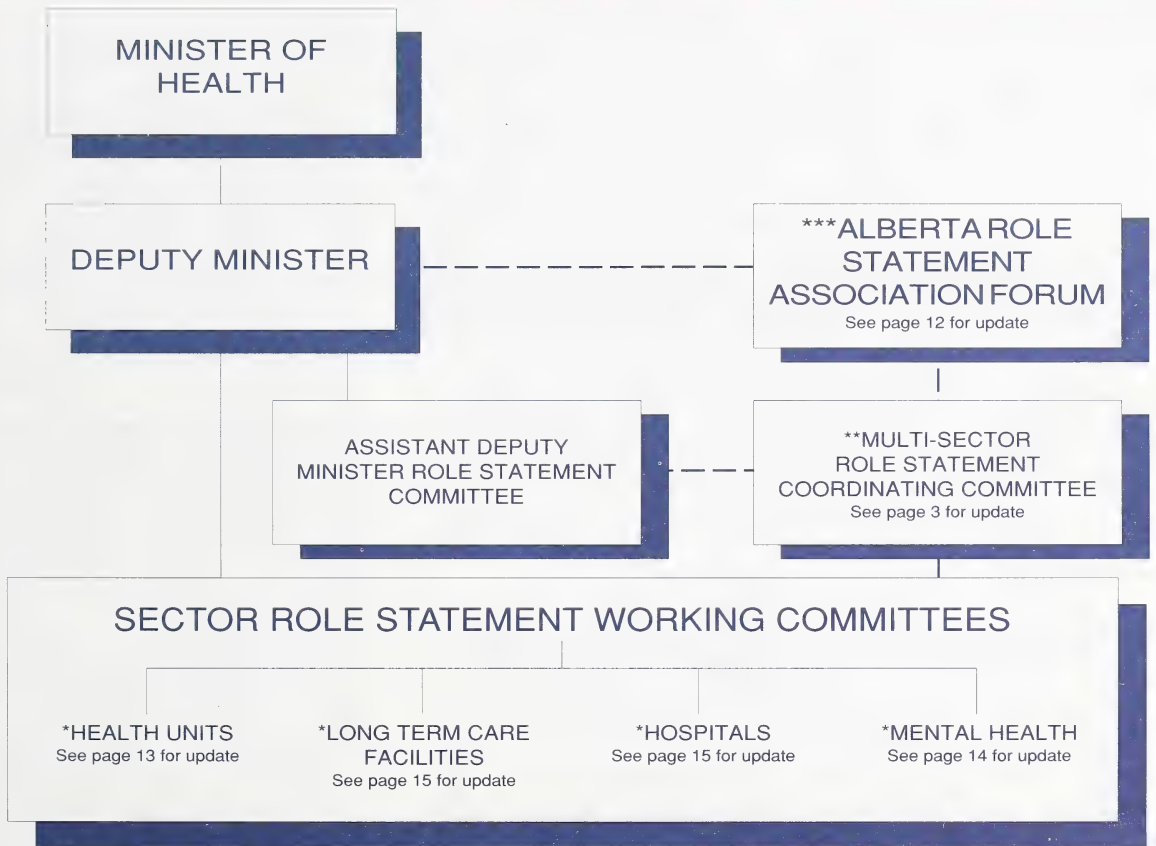 MINISTER OF
HEALTH
DEPUTY MINISTER
***ALBERTA ROLE
STATEMENT
ASSOCIATION FORUM
See page 12 for update
ASSISTANT DEPUTY
MINISTER ROLE STATEMENT
COMMITTEE
**MULTI-SECTOR
ROLE STATEMENT
COORDINATING COMMITTEE
See page 3 for update
SECTOR ROLE STATEMENT WORKING COMMITTEES
*HEALTH UNITS
See page 13 for update
*LONG TERM CARE
FACILITIES
See page 15 for update
*HOSPITALS
See page 15 for update
*MENTAL HEALTH
See page 14 for update